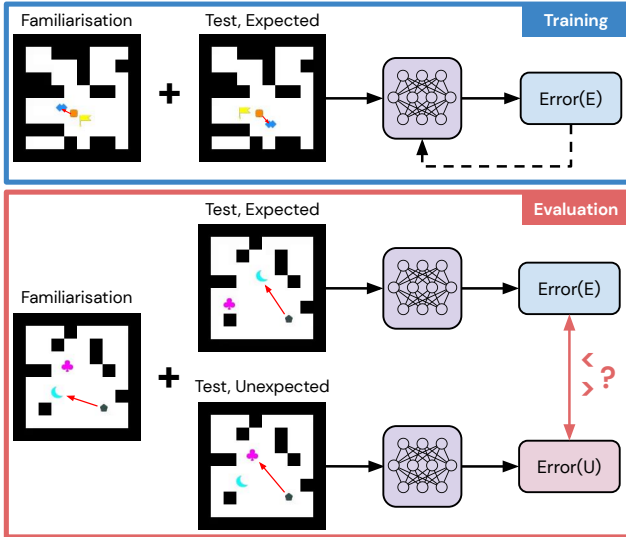 Familiarisation
Test, Expected
Training
+
Error(E)
Test, Expected
Evaluation
Familiarisation
Error(E)
+
<
>
?
Test, Unexpected
Error(U)